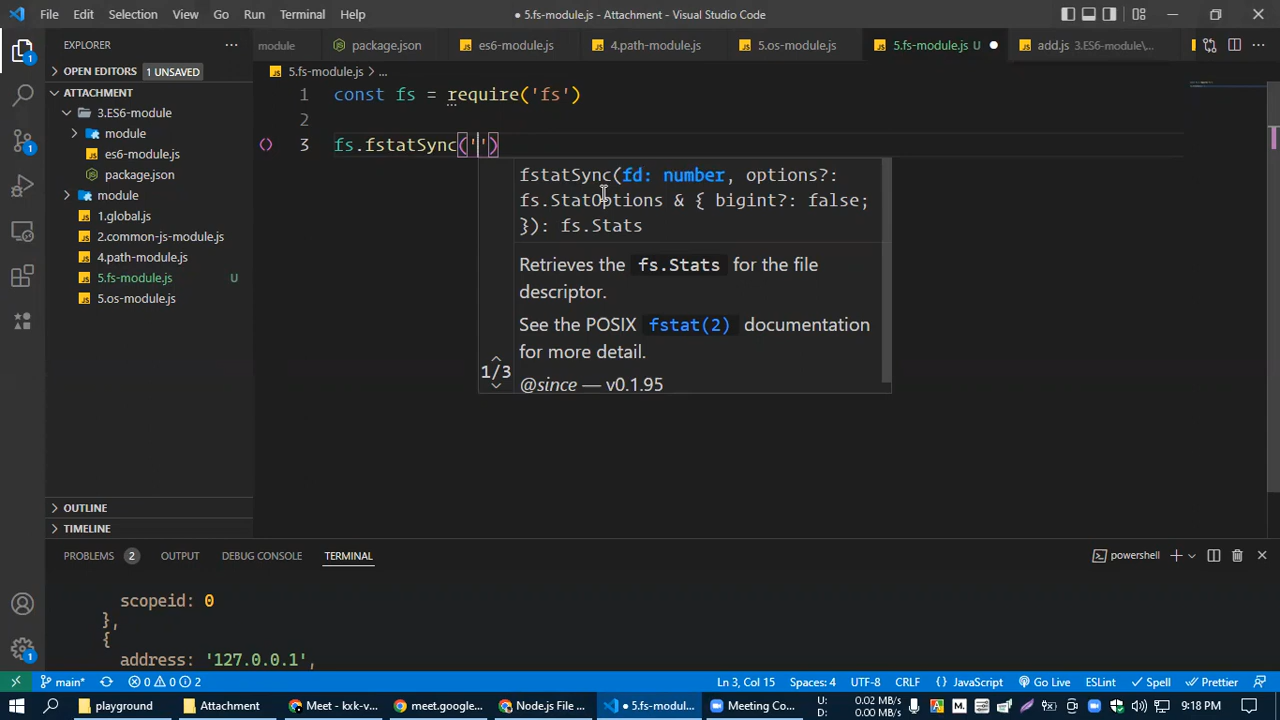 File Edit Selection View Go Run Terminal Help
● 5.fs-module.js - Attachment - Visual Studio Code
EXPLORER
module package.json es6-module.js 4.path-module.js 5.os-module.js 5.fs-module.js U ● add.js 3.ES6-module\...
OPEN EDITORS 1 UNSAVED
5.fs-module.js > ...
ATTACHMENT
3.ES6-module
module
es6-module.js
package.json
module
1.global.js
2.common-js-module.js
4.path-module.js
5.fs-module.js U
5.os-module.js
OUTLINE
TIMELINE
1 const fs = require('fs')
2
3 fs.fstatSync('')
fstatSync(fd: number, options?:
fs.StatOptions & { bigint?: false;
}): fs.Stats
Retrieves the fs.Stats for the file
descriptor.
See the POSIX fstat(2) documentation
for more detail.
1/3
@since — v0.1.95
PROBLEMS 2 OUTPUT DEBUG CONSOLE TERMINAL
powershell
scopeid: 0
},
{
address: '127.0.0.1',
main* 0 0 2 Ln 3, Col 15 Spaces: 4 UTF-8 CRLF {} JavaScript Go Live ESLint Spell Prettier
playground Attachment Meet - kxk-v... meet.google... Node.js File ... ● 5.fs-modul... Meeting Co...
U: 0.02 MB/s
D: 0.00 MB/s
9:18 PM